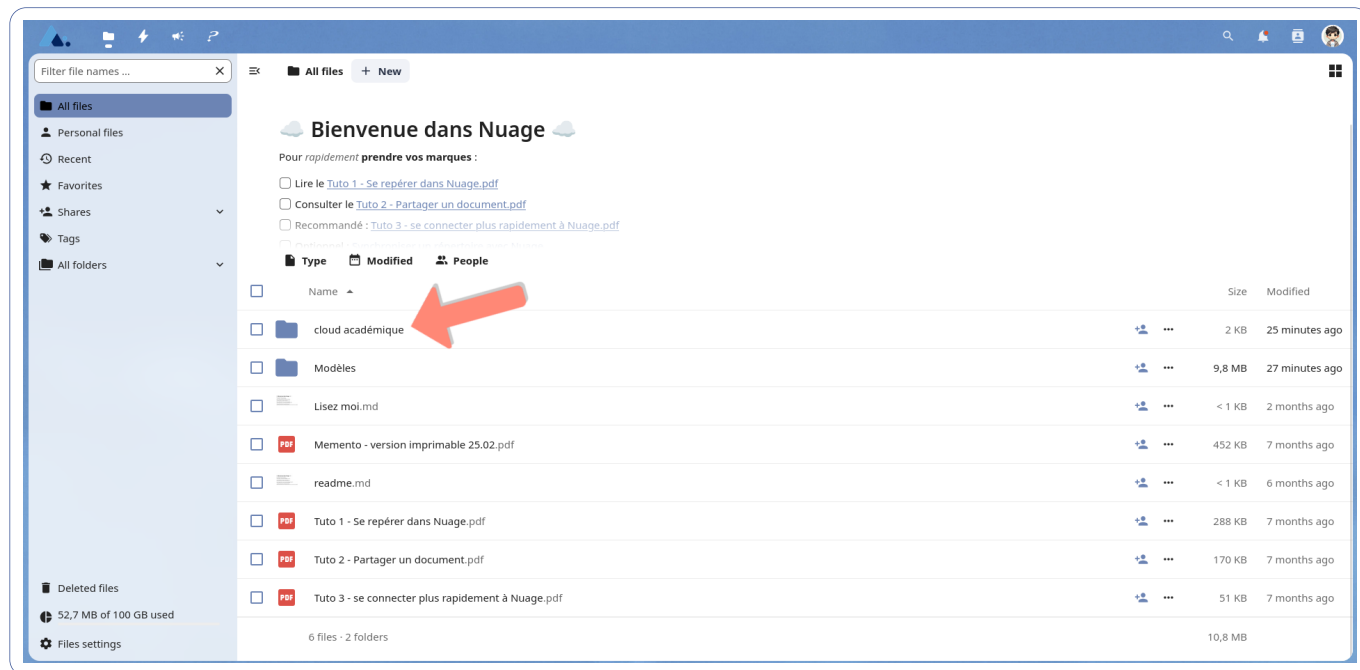 Filter file names ...
All files
+ New
All files
Personal files
Recent
Favorites
Shares
Tags
All folders
Bienvenue dans Nuage
Pour rapidement prendre vos marques :
Lire le Tuto 1 - Se repérer dans Nuage.pdf
Consulter le Tuto 2 - Partager un document.pdf
Recommandé : Tuto 3 - se connecter plus rapidement à Nuage.pdf
Type Modified People
Name Size Modified
cloud académique 2 KB 25 minutes ago
Modèles 9,8 MB 27 minutes ago
Lisez moi.md < 1 KB 2 months ago
Memento - version imprimable 25.02.pdf 452 KB 7 months ago
readme.md < 1 KB 6 months ago
Tuto 1 - Se repérer dans Nuage.pdf 288 KB 7 months ago
Tuto 2 - Partager un document.pdf 170 KB 7 months ago
Tuto 3 - se connecter plus rapidement à Nuage.pdf 51 KB 7 months ago
6 files · 2 folders 10,8 MB
Deleted files
52,7 MB of 100 GB used
Files settings